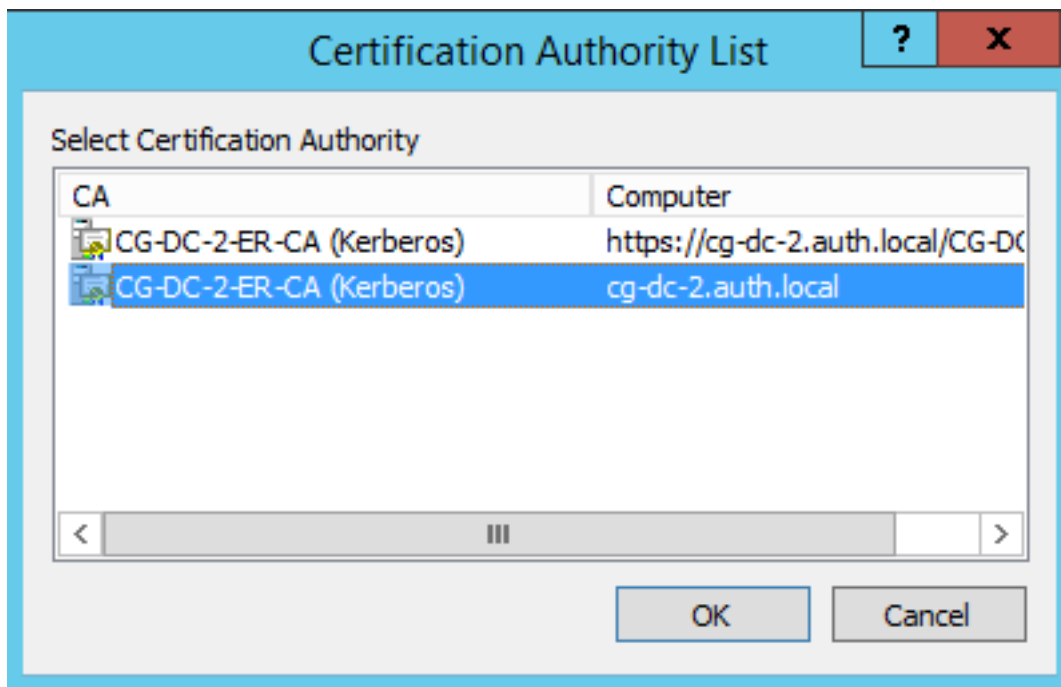 Certification Authority List
? x
Select Certification Authority
CA Computer
CG-DC-2-ER-CA (Kerberos) https://cg-dc-2.auth.local/CG-DC
CG-DC-2-ER-CA (Kerberos) cg-dc-2.auth.local
OK Cancel